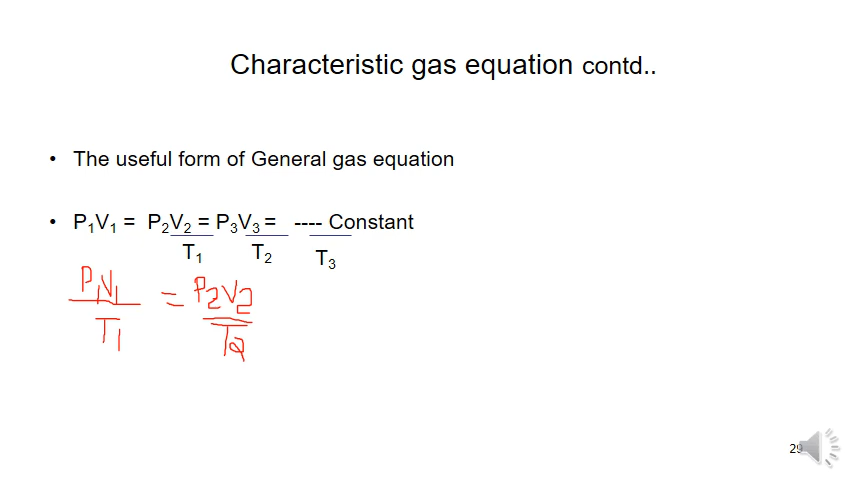 Characteristic gas equation contd..
• The useful form of General gas equation
• P₁V₁ = P₂V₂ = P₃V₃ = ---- Constant
T₁ T₂ T₃
P₁V₁ = P₂V₂
T₁ T₂
29